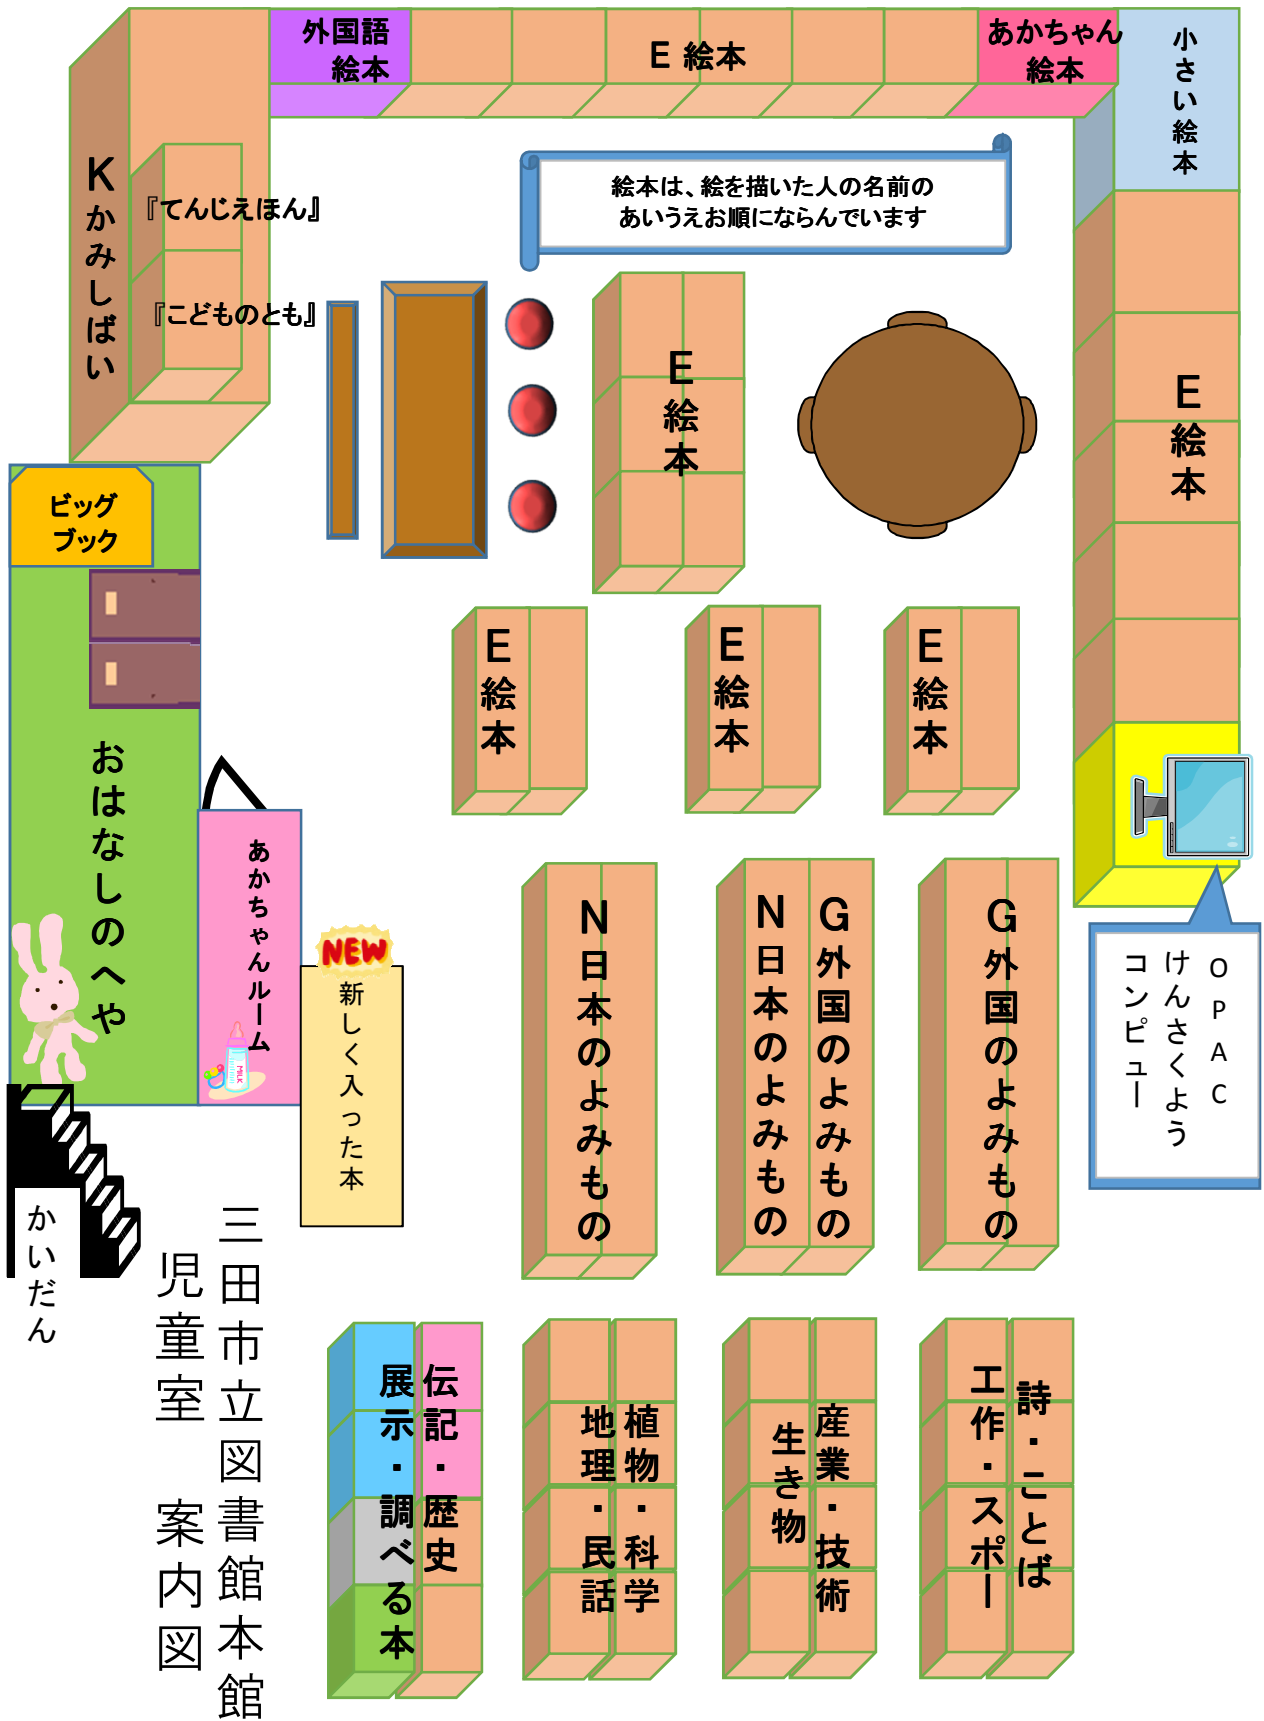 外国語
絵本
E 絵本
あかちゃん
絵本
小さい絵本
Kかみしばい
『てんじえほん』
『こどものとも』
絵本は、絵を描いた人の名前の
あいうえお順にならんでいます
E絵本
E絵本
ビッグ
ブック
E絵本
E絵本
E絵本
おはなしのへや
あかちゃんルーム
MILK
NEW
新しく入った本
N日本のよみもの
G外国のよみもの
N日本のよみもの
G外国のよみもの
OPAC
けんさくよう
コンピュー
かいだん
三田市立図書館本館
児童室　案内図
伝記・歴史
展示・調べる本
植物・科学
地理・民話
産業・技術
生き物
詩・ことば
工作・スポー